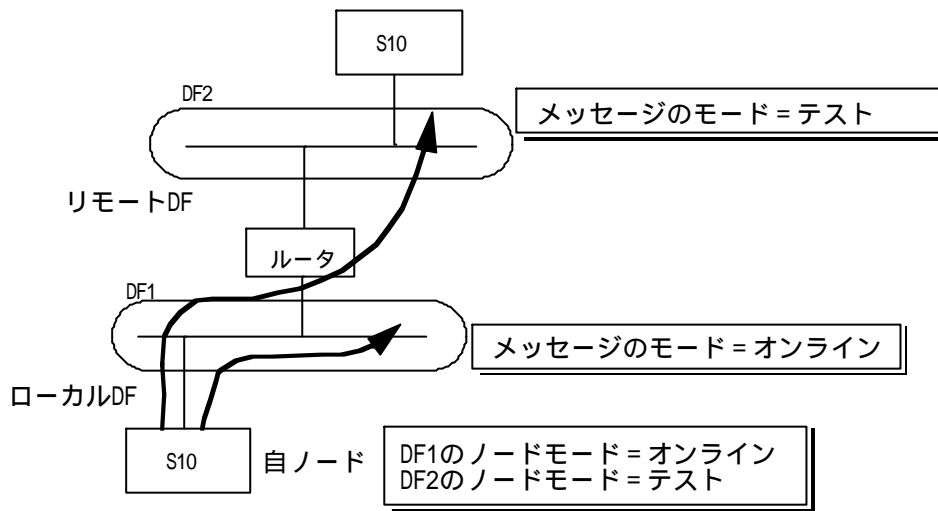 S10
DF2
メッセージのモード=テスト
リモートDF
ルータ
DF1
メッセージのモード=オンライン
ローカルDF
S10
自ノード
DF1のノードモード=オンライン
DF2のノードモード=テスト